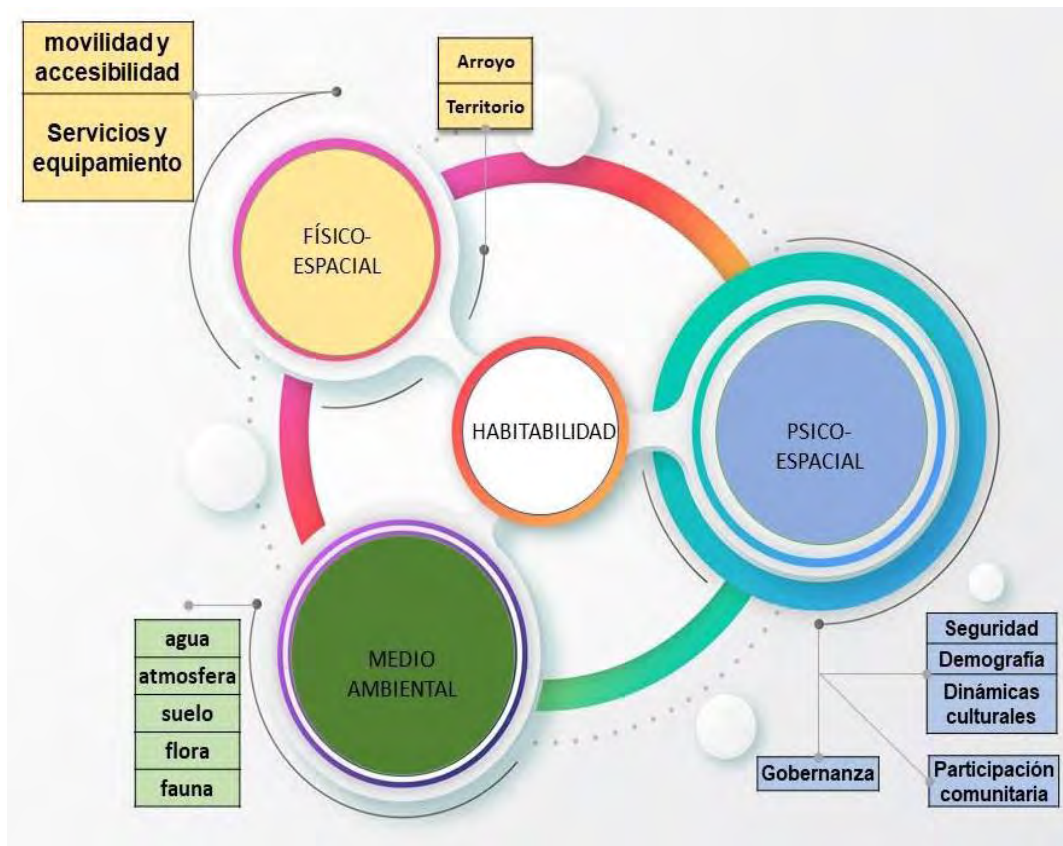 movilidad y
accesibilidad
Servicios y
equipamiento
Arroyo
Territorio
FÍSICO-
ESPACIAL
HABITABILIDAD
PSICO-
ESPACIAL
MEDIO
AMBIENTAL
agua
atmosfera
suelo
flora
fauna
Seguridad
Demografía
Dinámicas
culturales
Gobernanza
Participación
comunitaria